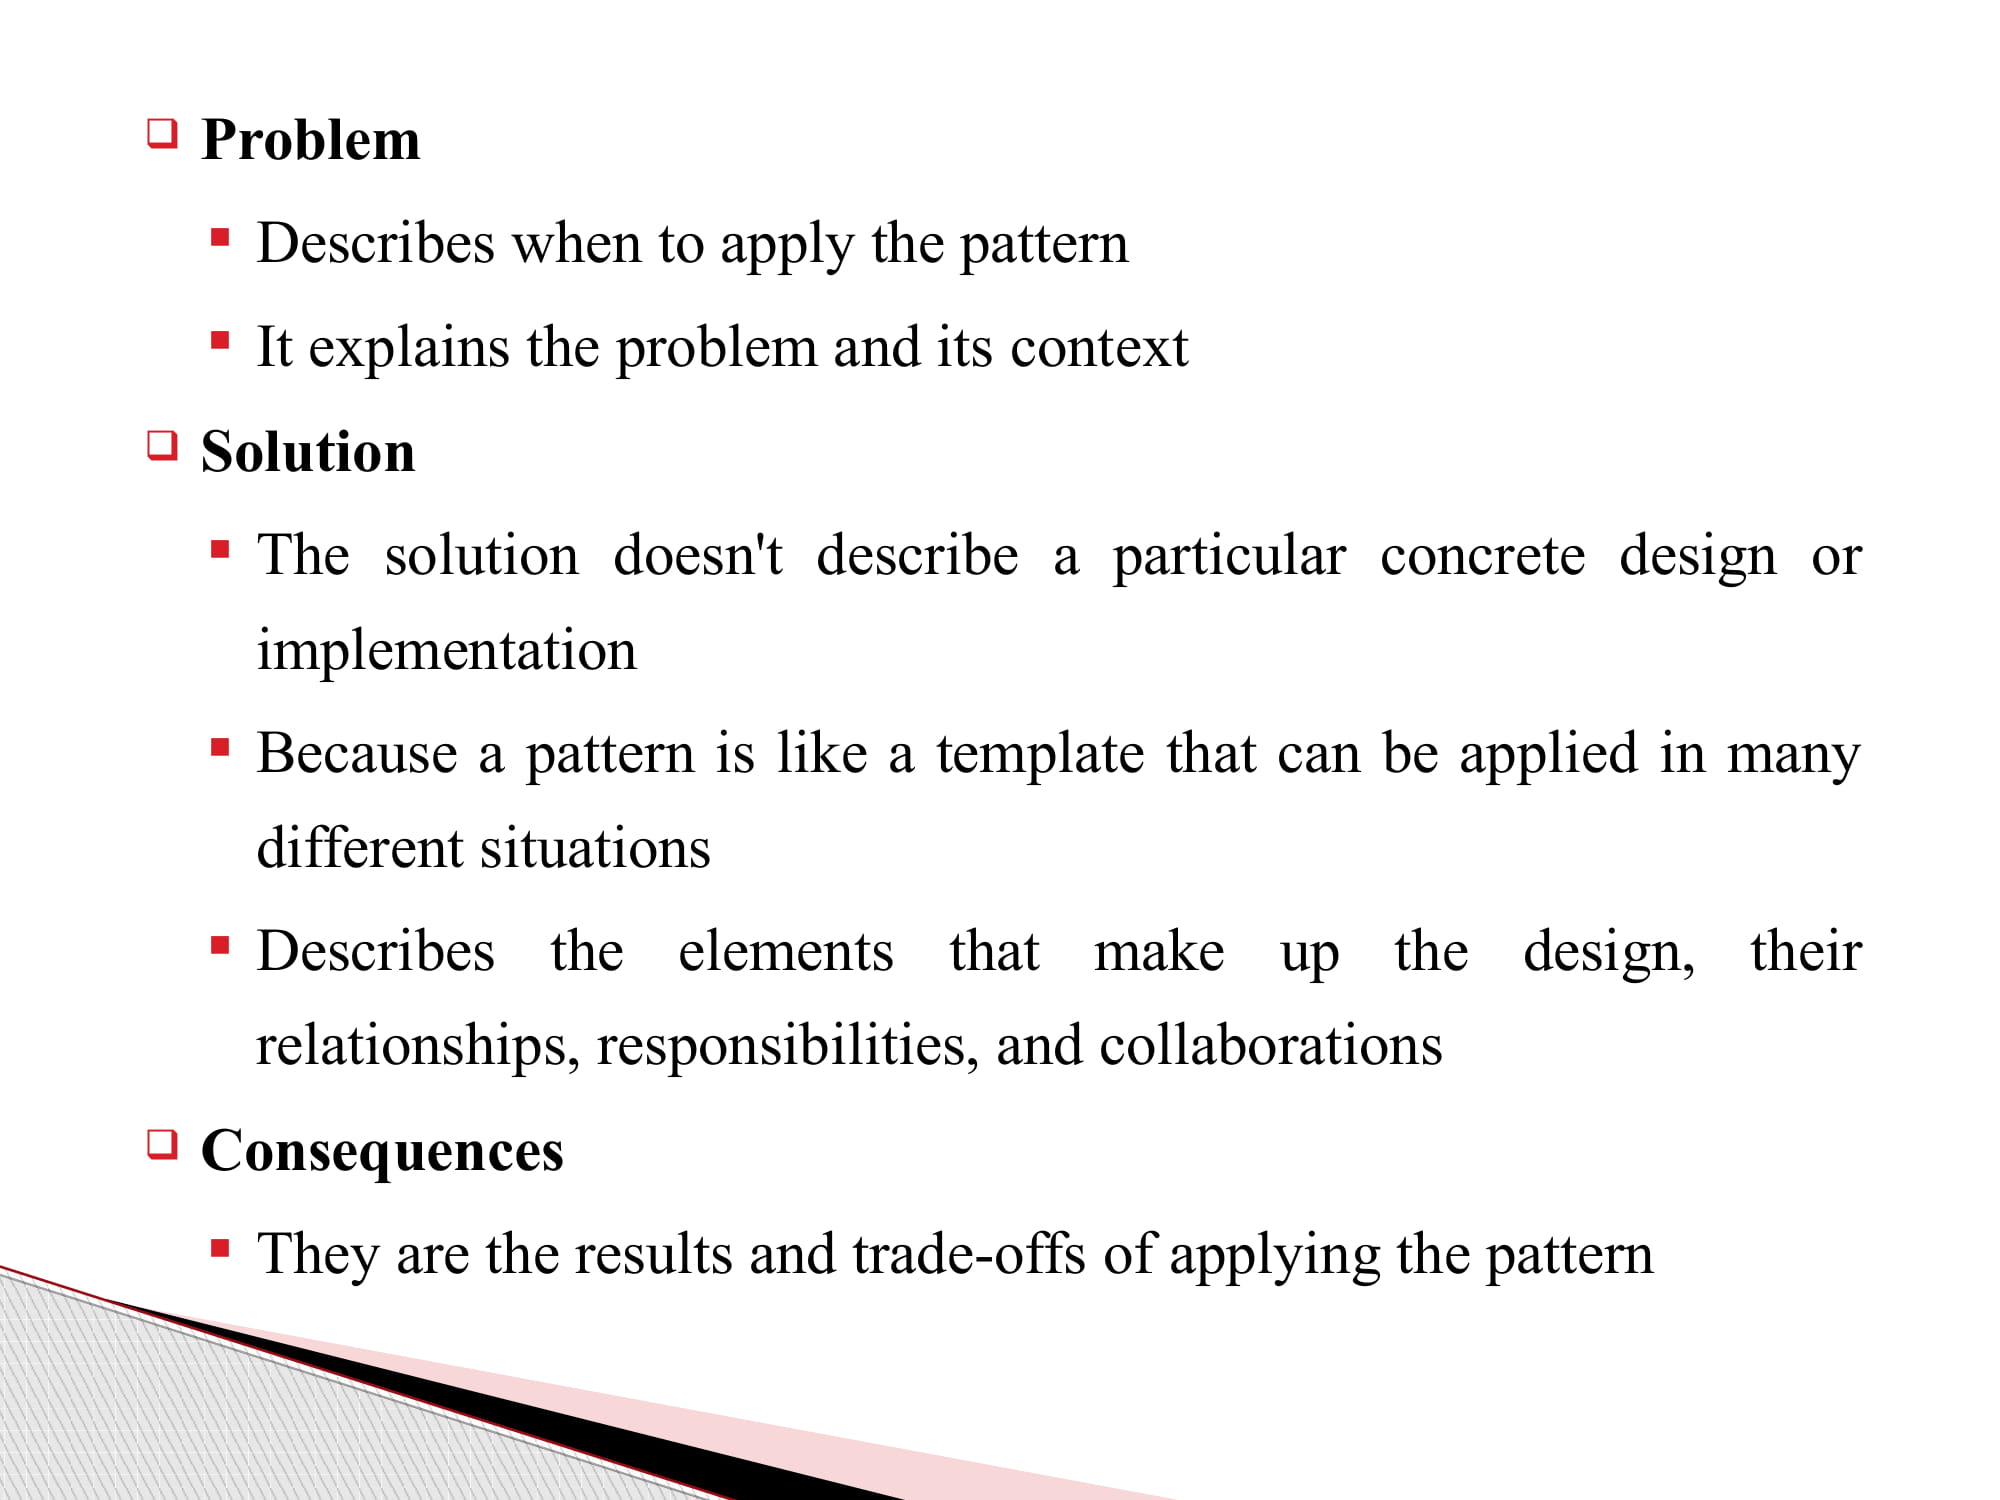 Problem
Describes when to apply the pattern
It explains the problem and its context
Solution
The solution doesn't describe a particular concrete design or
implementation
Because a pattern is like a template that can be applied in many
different situations
Describes the elements that make up the design, their
relationships, responsibilities, and collaborations
Consequences
They are the results and trade-offs of applying the pattern